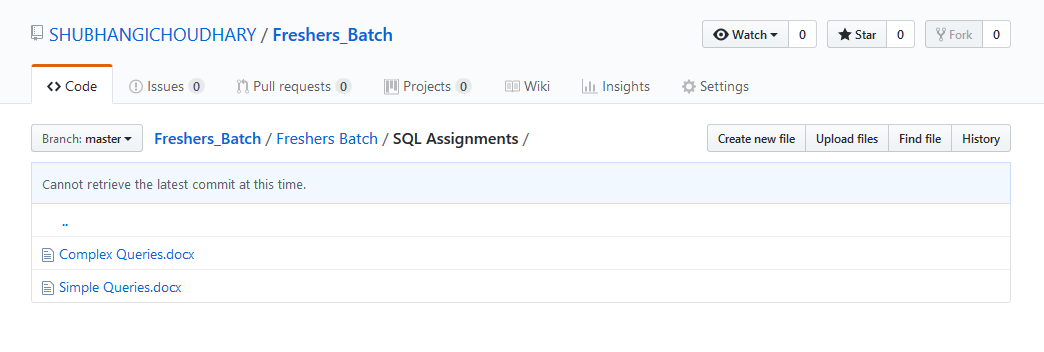 SHUBHANGICHOUDHARY / Freshers_Batch
Watch 0 Star 0 Fork 0
Code Issues 0 Pull requests 0 Projects 0 Wiki Insights Settings
Branch: master Freshers_Batch / Freshers Batch / SQL Assignments / Create new file Upload files Find file History
Cannot retrieve the latest commit at this time.
..
Complex Queries.docx
Simple Queries.docx